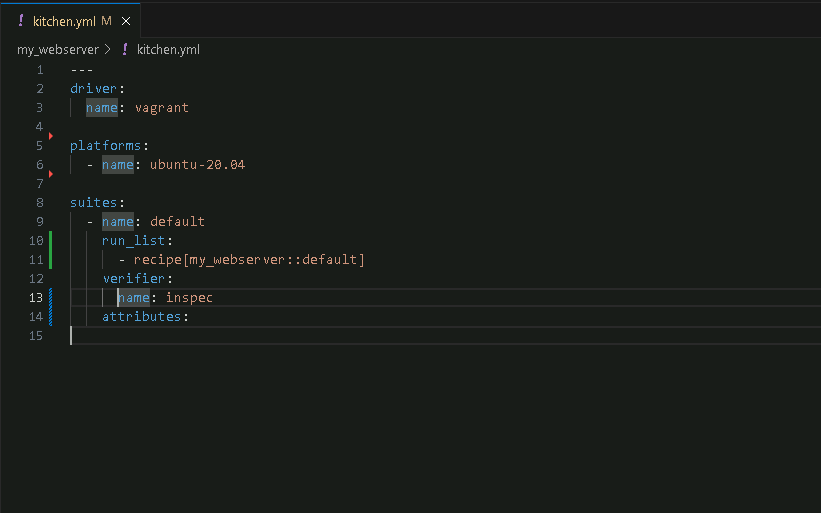 ! kitchen.yml M ×
my_webserver > ! kitchen.yml
1 ---
2 driver:
3   name: vagrant
4
5 platforms:
6   - name: ubuntu-20.04
7
8 suites:
9   - name: default
10     run_list:
11       - recipe[my_webserver::default]
12     verifier:
13       name: inspec
14     attributes:
15